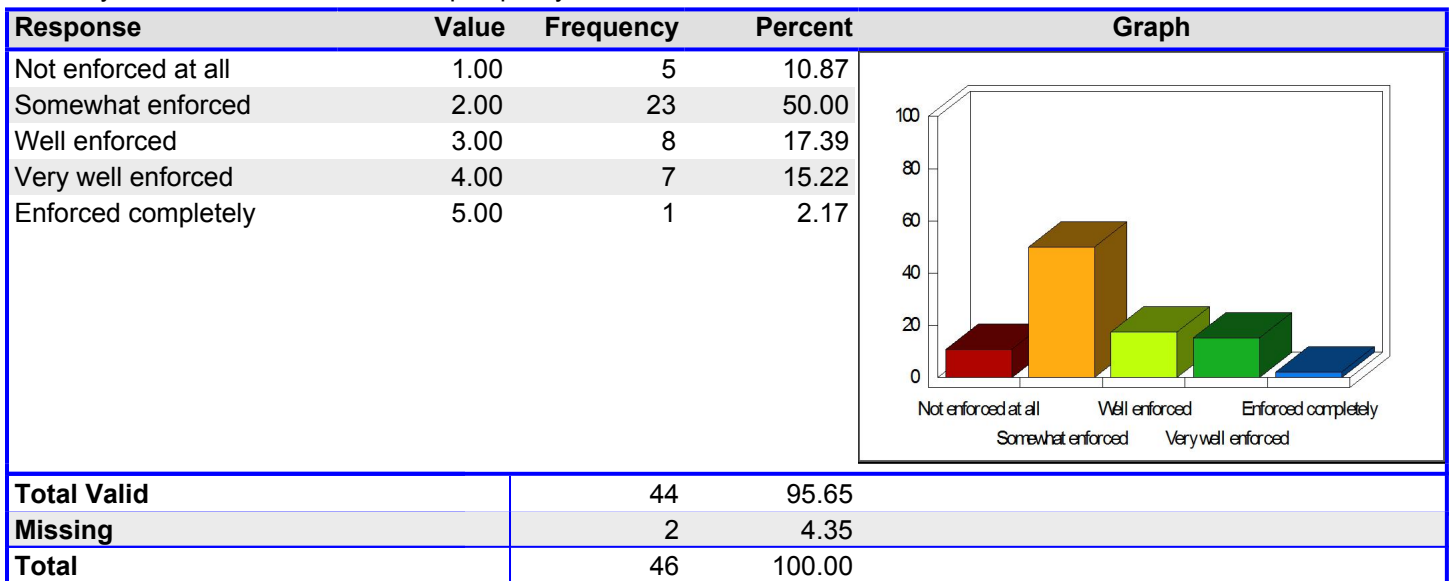 Response Value Frequency Percent Graph
Not enforced at all 1.00 5 10.87
Somewhat enforced 2.00 23 50.00
Well enforced 3.00 8 17.39
Very well enforced 4.00 7 15.22
Enforced completely 5.00 1 2.17
100
80
60
40
20
0
Not enforced at all Well enforced Enforced completely
Somewhat enforced Very well enforced
Total Valid 44 95.65
Missing 2 4.35
Total 46 100.00